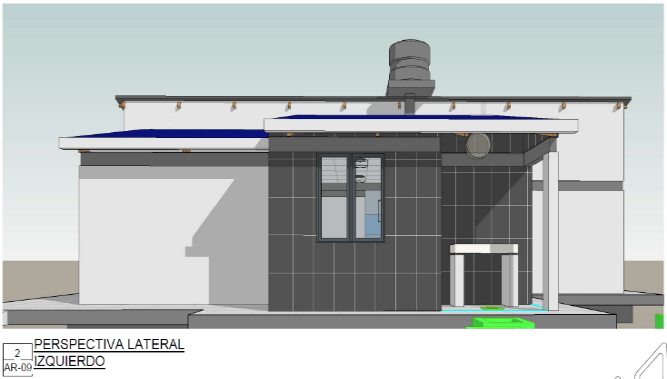 2
AR-09
PERSPECTIVA LATERAL
IZQUIERDO